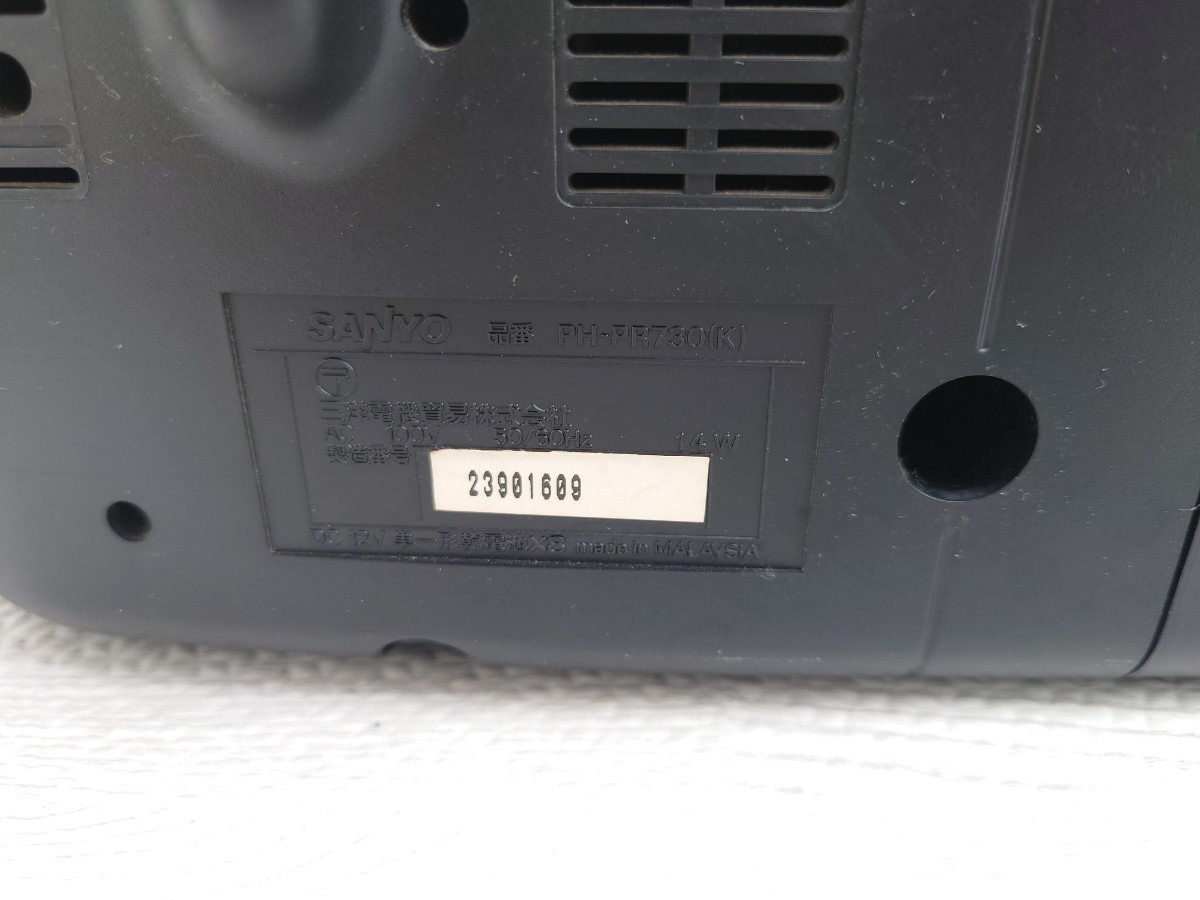 SANYO 品番 PH-PR730(K)
〒
三洋電機貿易株式会社
AC 100V 50/60Hz 14W
製造番号 23901609
DC 12V 単一形乾電池×8 made in MALAYSIA